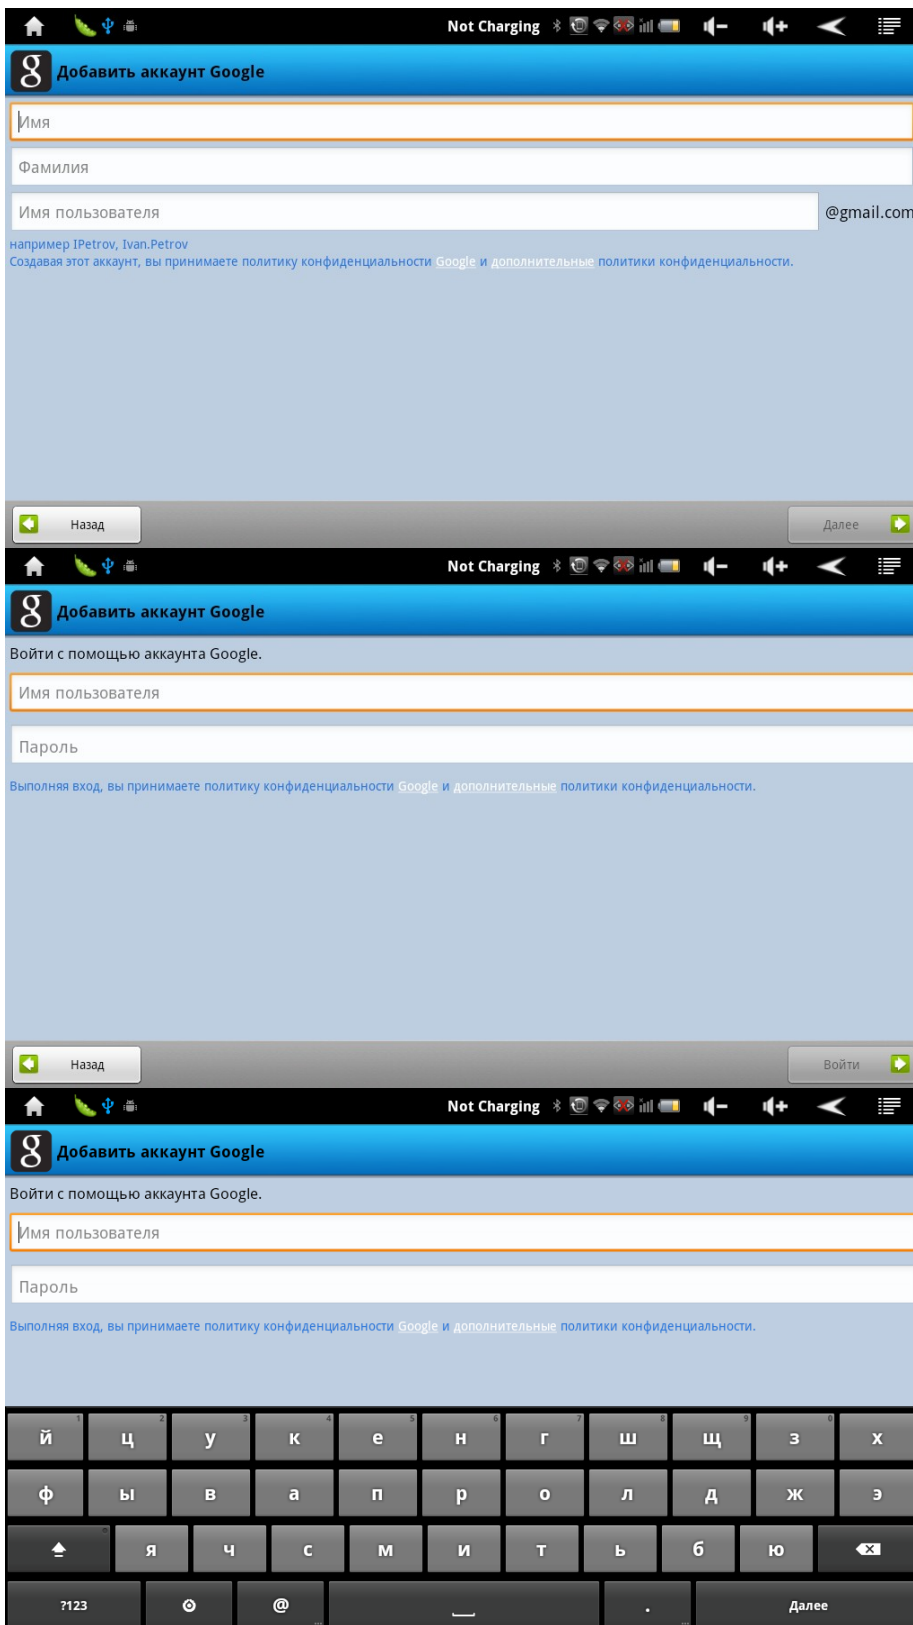 Not Charging
Добавить аккаунт Google
Имя
Фамилия
Имя пользователя @gmail.com
например IPetrov, Ivan.Petrov
Создавая этот аккаунт, вы принимаете политику конфиденциальности Google и дополнительные политики конфиденциальности.
Назад Далее
Not Charging
Добавить аккаунт Google
Войти с помощью аккаунта Google.
Имя пользователя
Пароль
Выполняя вход, вы принимаете политику конфиденциальности Google и дополнительные политики конфиденциальности.
Назад Войти
Not Charging
Добавить аккаунт Google
Войти с помощью аккаунта Google.
Имя пользователя
Пароль
Выполняя вход, вы принимаете политику конфиденциальности Google и дополнительные политики конфиденциальности.
1 2 3 4 5 6 7 8 9 0
й ц у к е н г ш щ з х
ф ы в а п р о л д ж э
я ч с м и т ь б ю
?123 @ . Далее